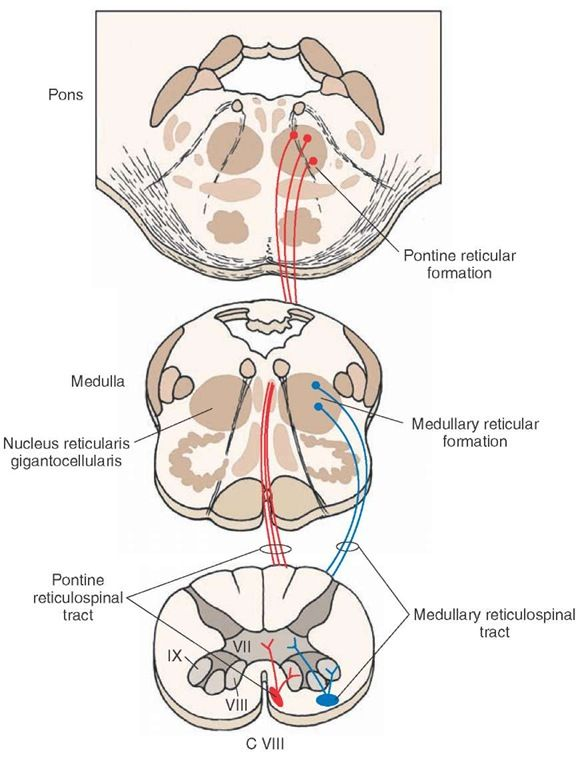 Pons
Pontine reticular
formation
Medulla
Medullary reticular
formation
Nucleus reticularis
gigantocellularis
Pontine
reticulospinal
tract
Medullary reticulospinal
tract
VII
IX
VIII
C VIII